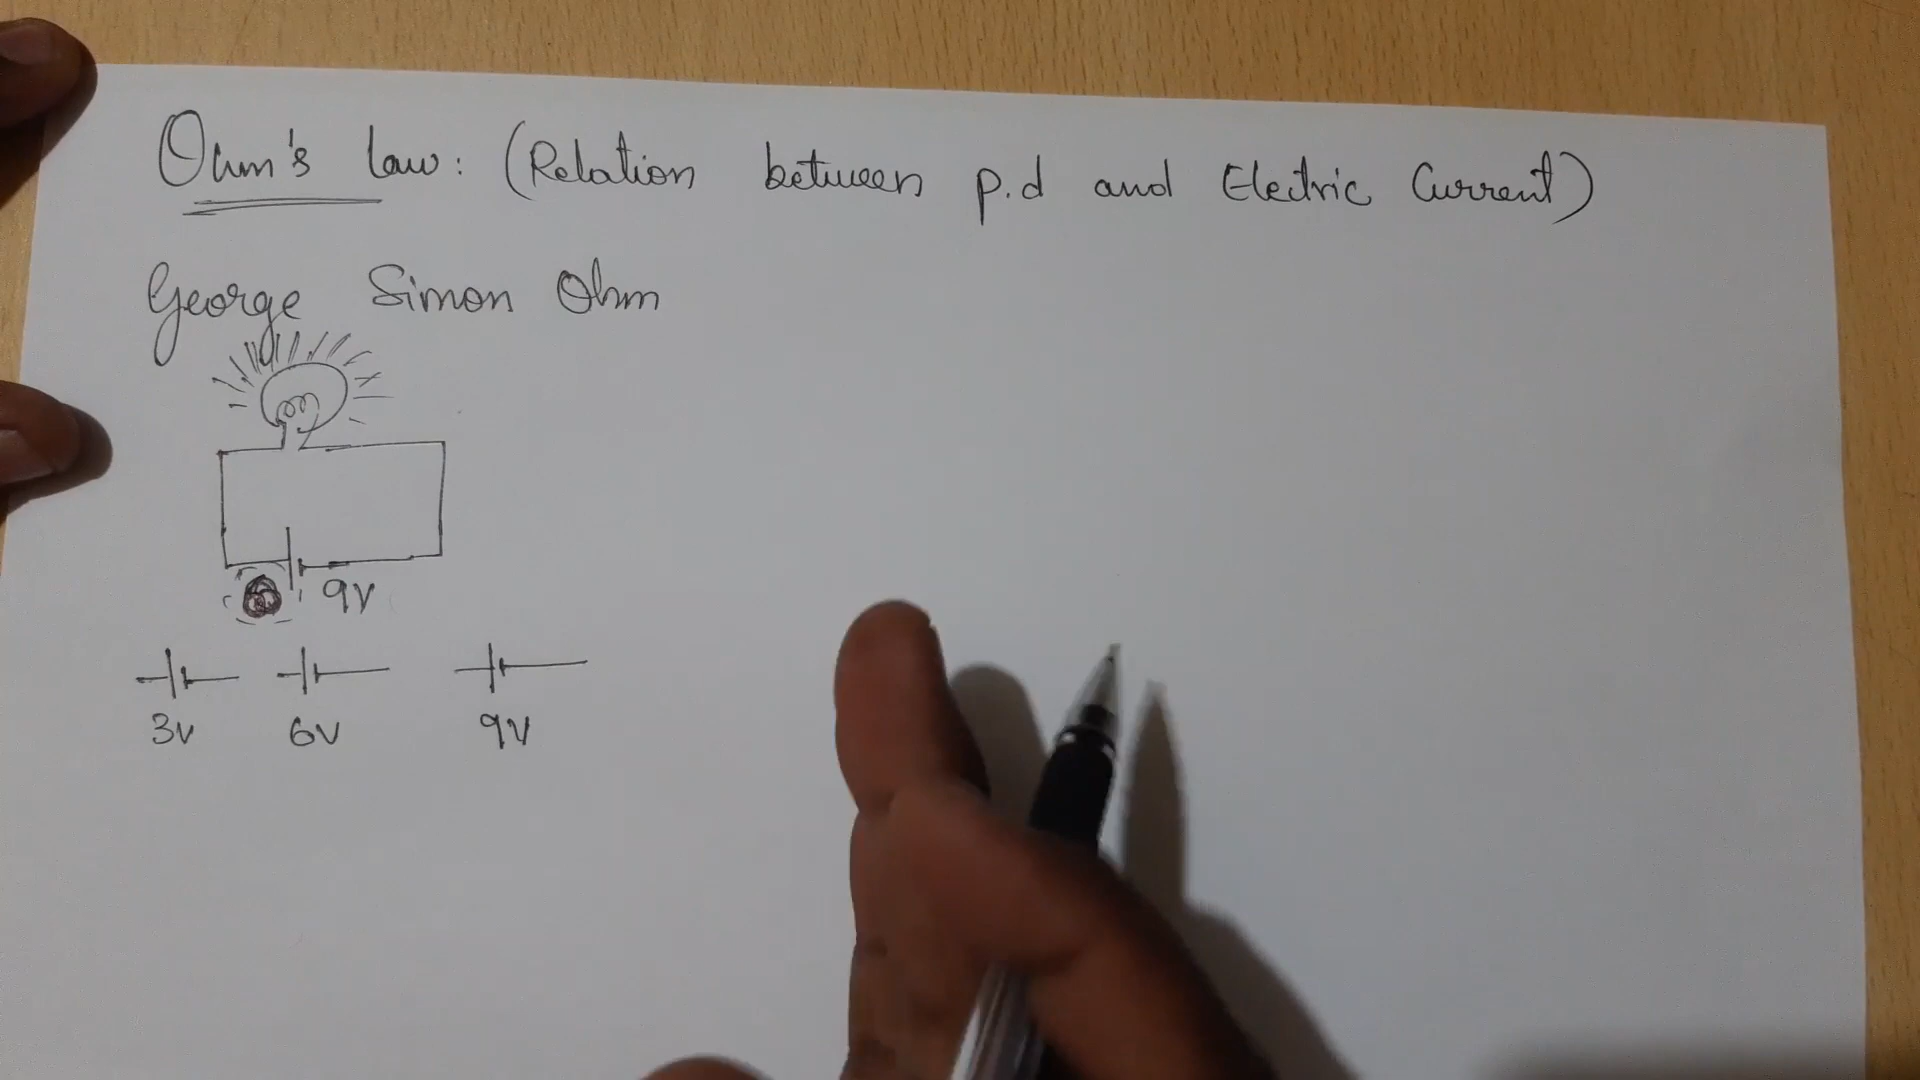 Ohm's law: (Relation between p.d and Electric Current)
George Simon Ohm
9V
3V 6V 9V